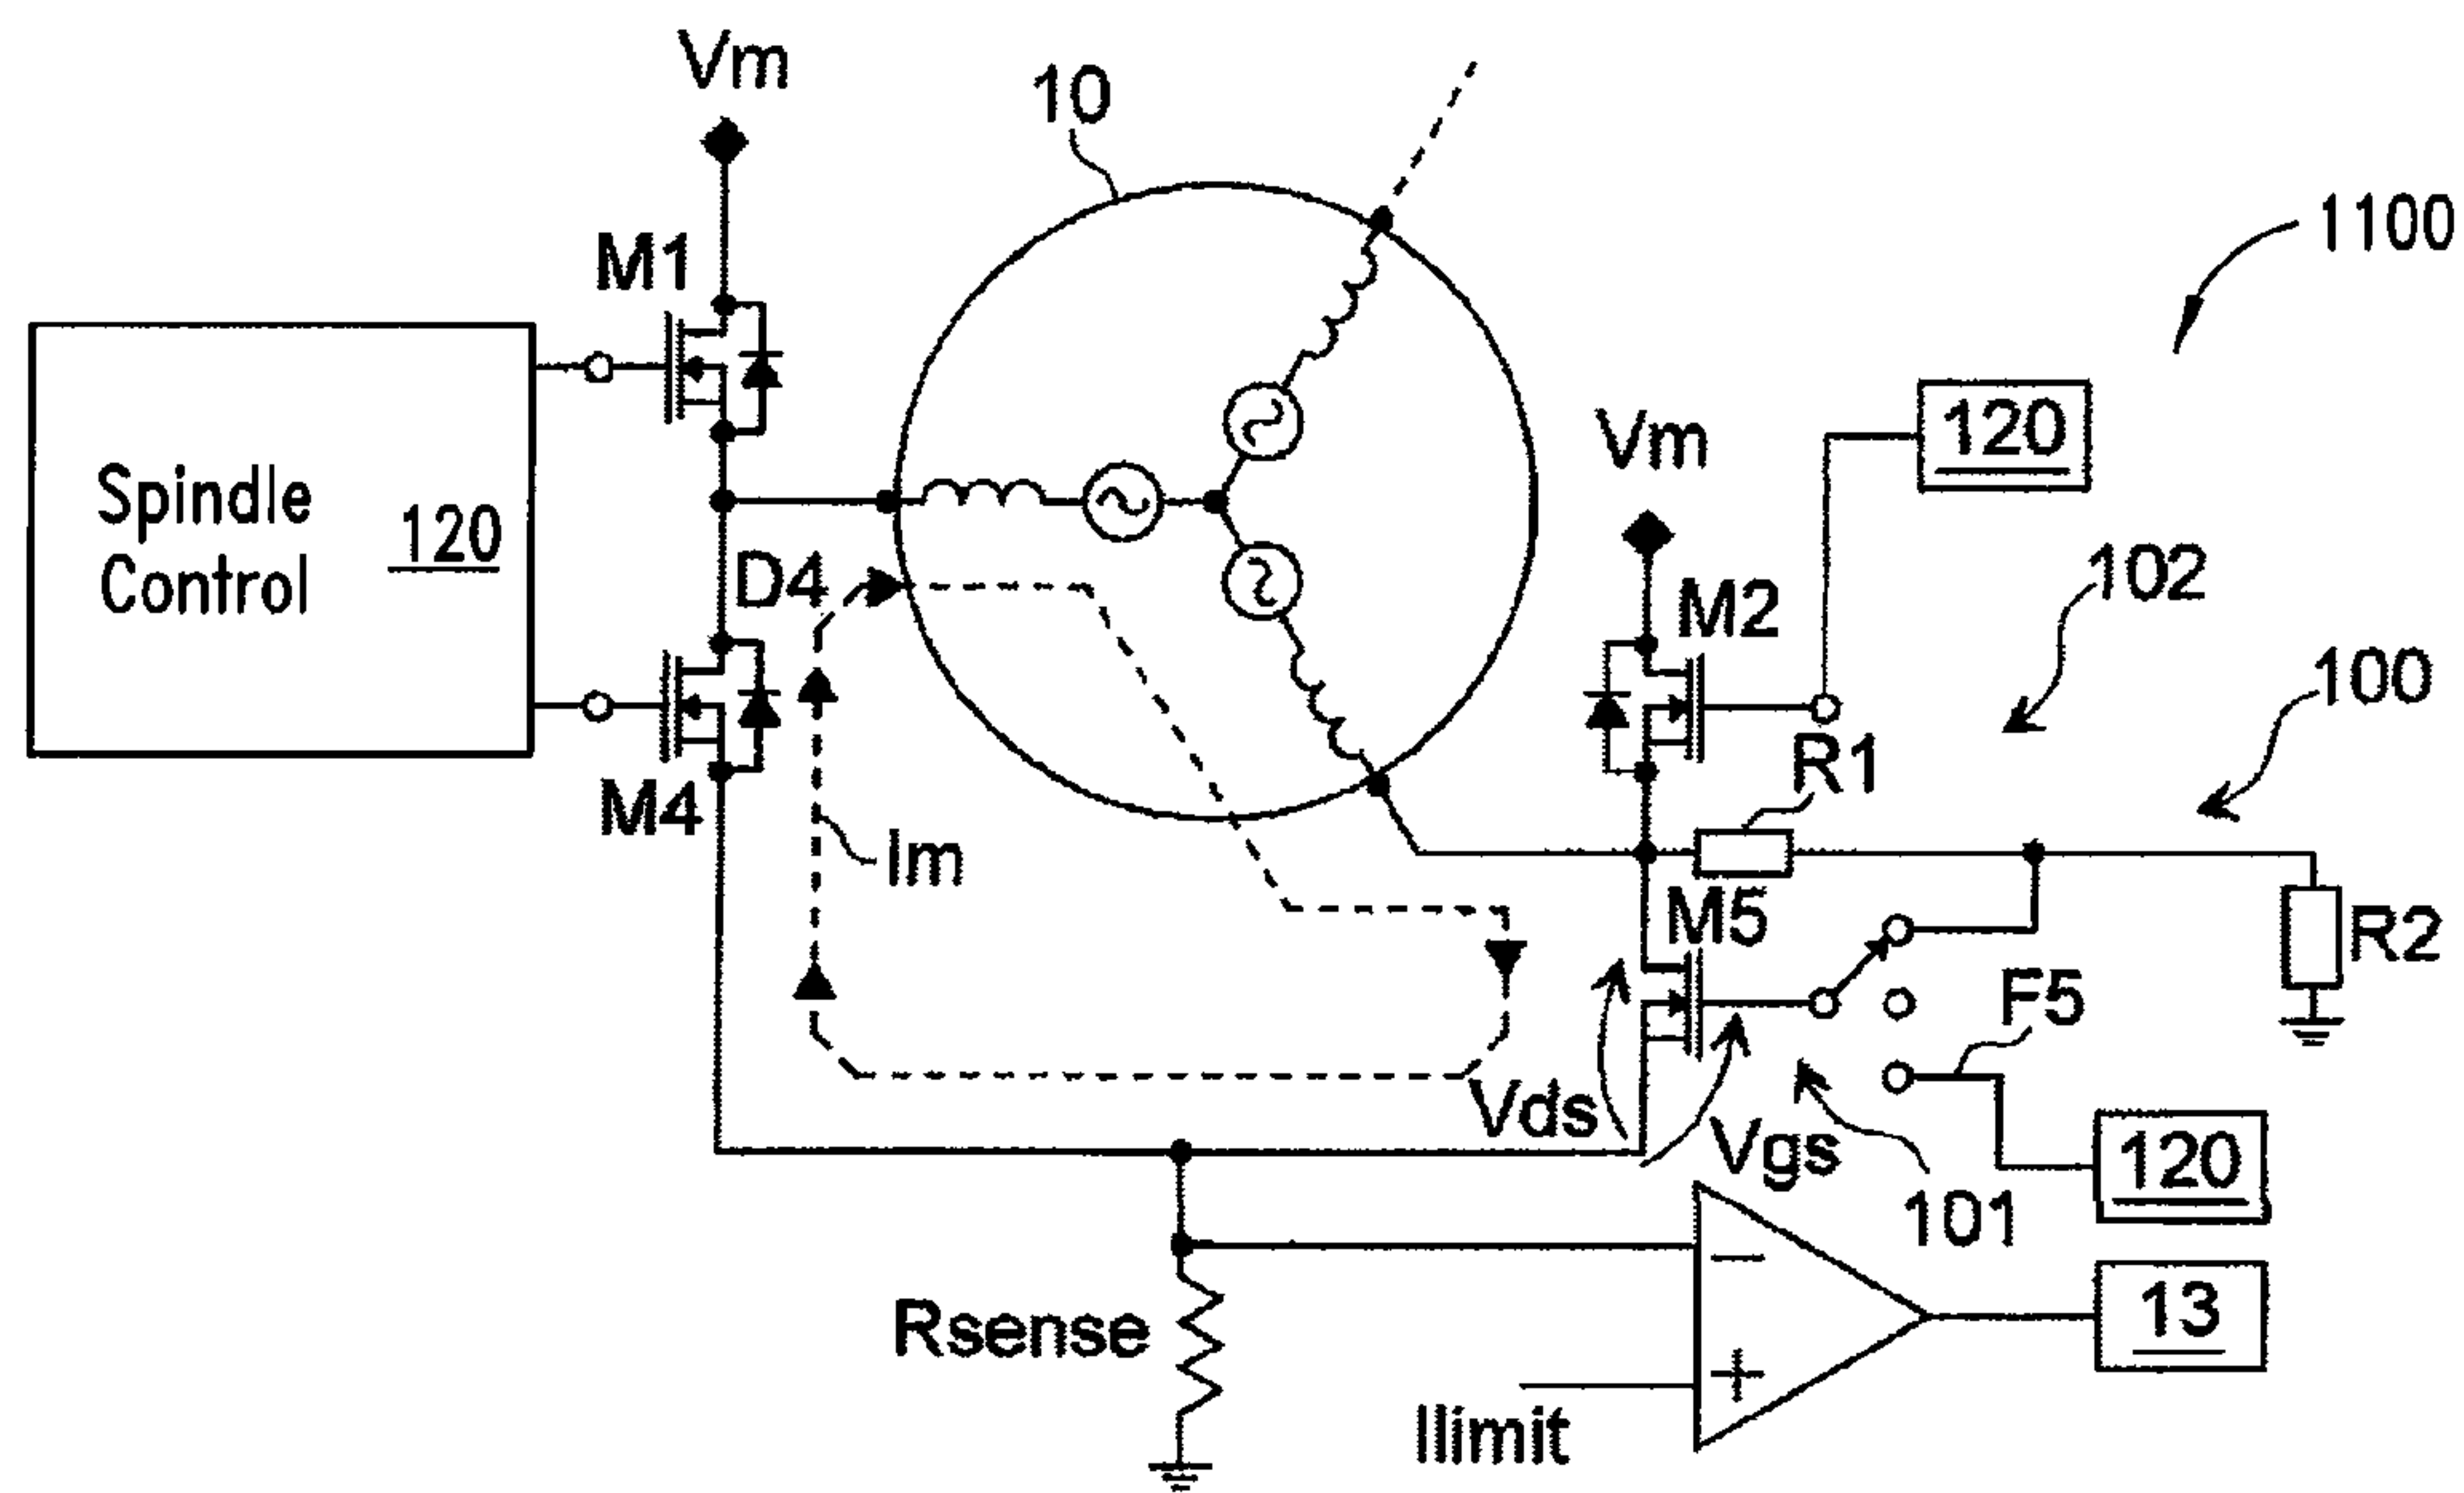 Vm
10
M1
1100
Spindle
Control
120
Vm
120
D4
M2
102
100
R1
M4
Im
M5
R2
F5
Vds
Vgs
120
101
13
Rsense
Ilimit